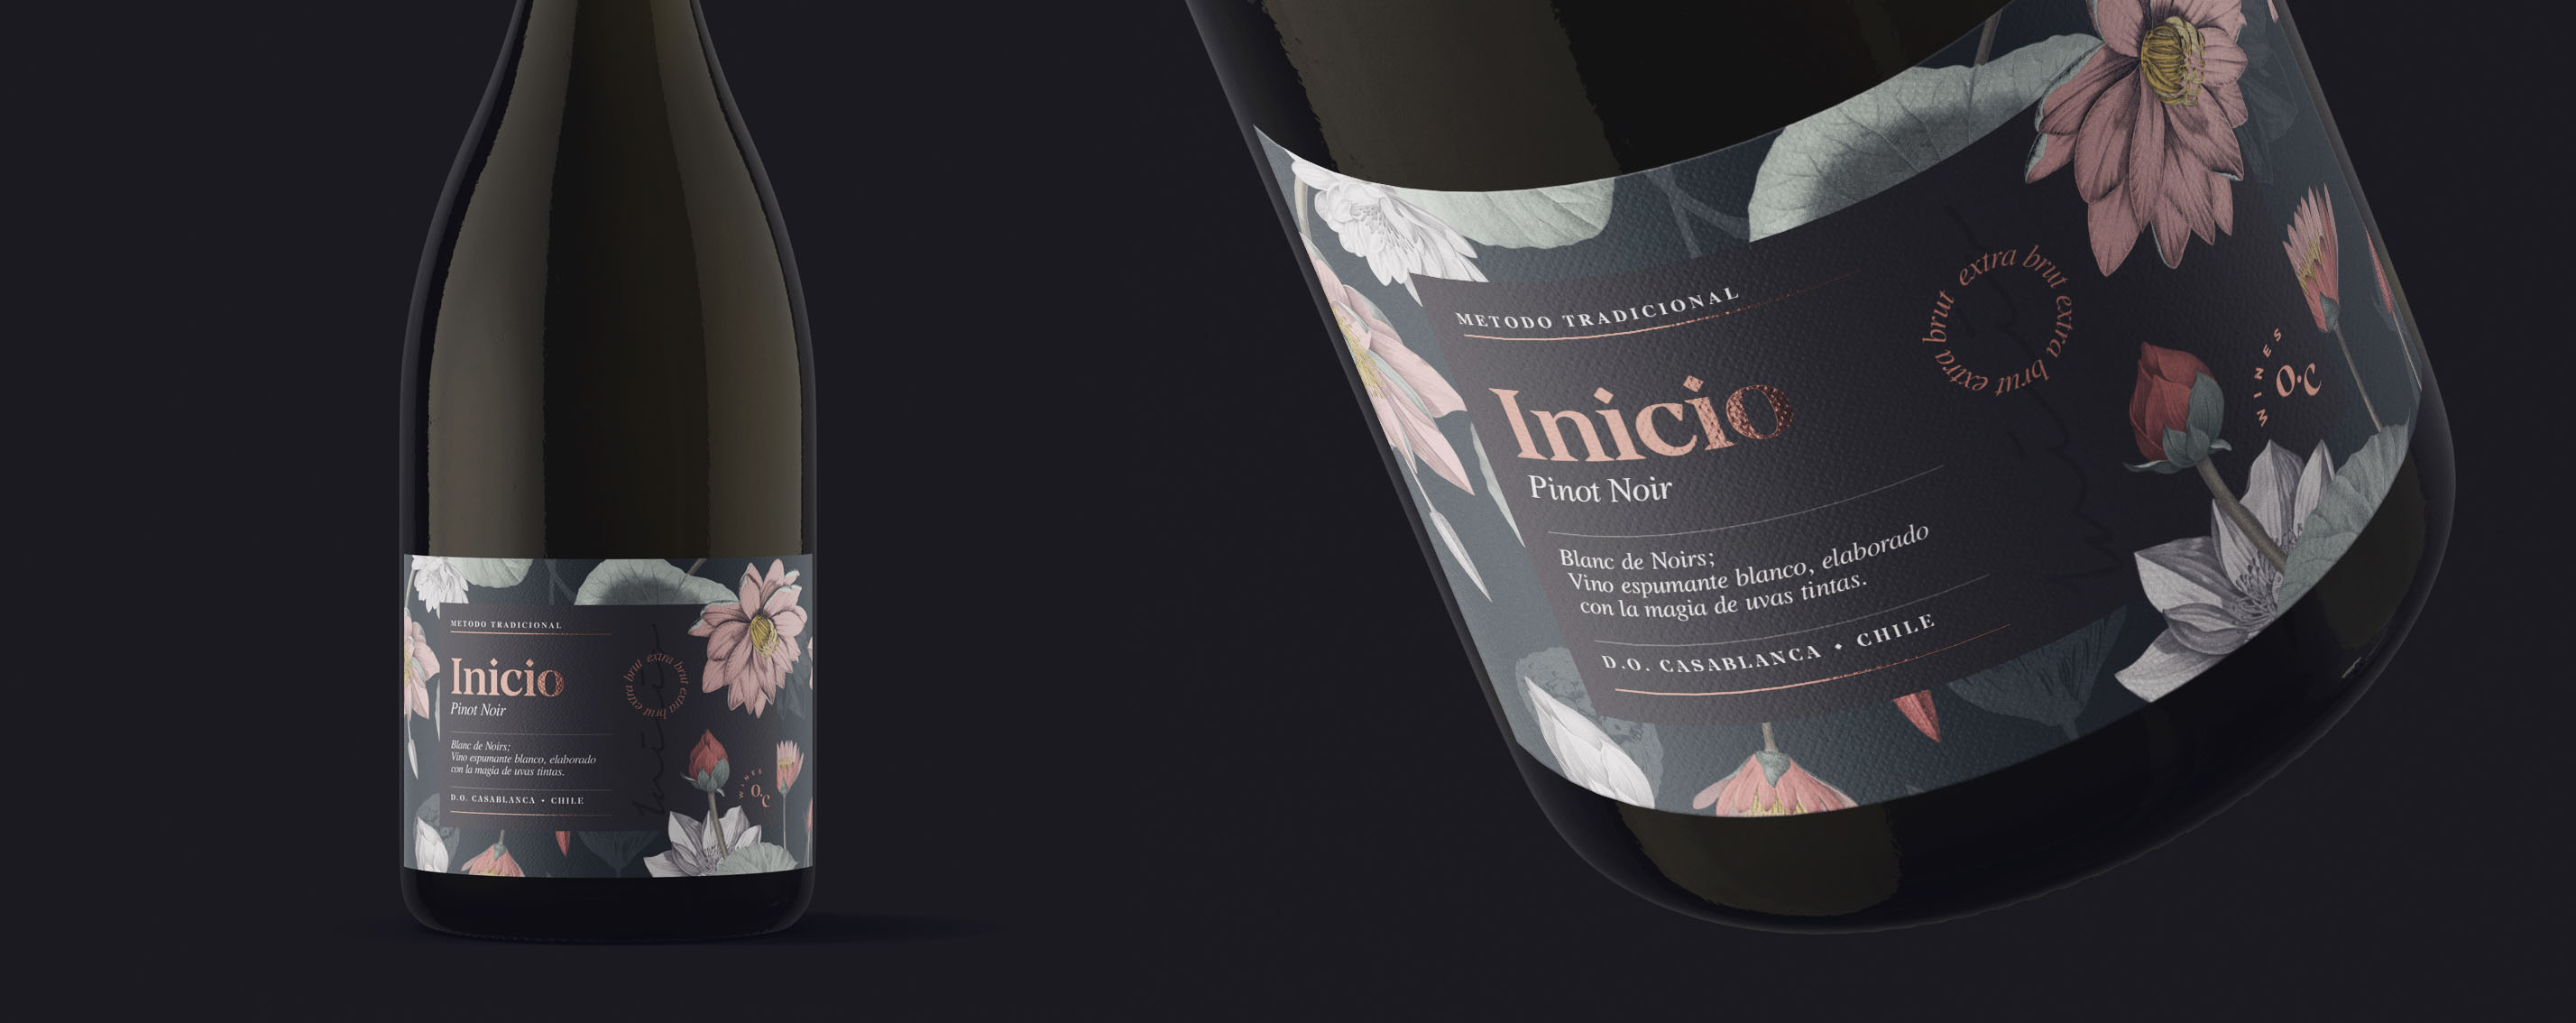 METODO TRADICIONAL
Inicio
Pinot Noir
Blanc de Noirs;
Vino espumante blanco, elaborado
con la magia de uvas tintas.
D.O. CASABLANCA • CHILE
extra brut extra brut extra brut
Inicio
WINES
O·C
METODO TRADICIONAL
Inicio
Pinot Noir
Blanc de Noirs;
Vino espumante blanco, elaborado
con la magia de uvas tintas.
D.O. CASABLANCA • CHILE
extra brut extra brut extra brut
WINES
O·C